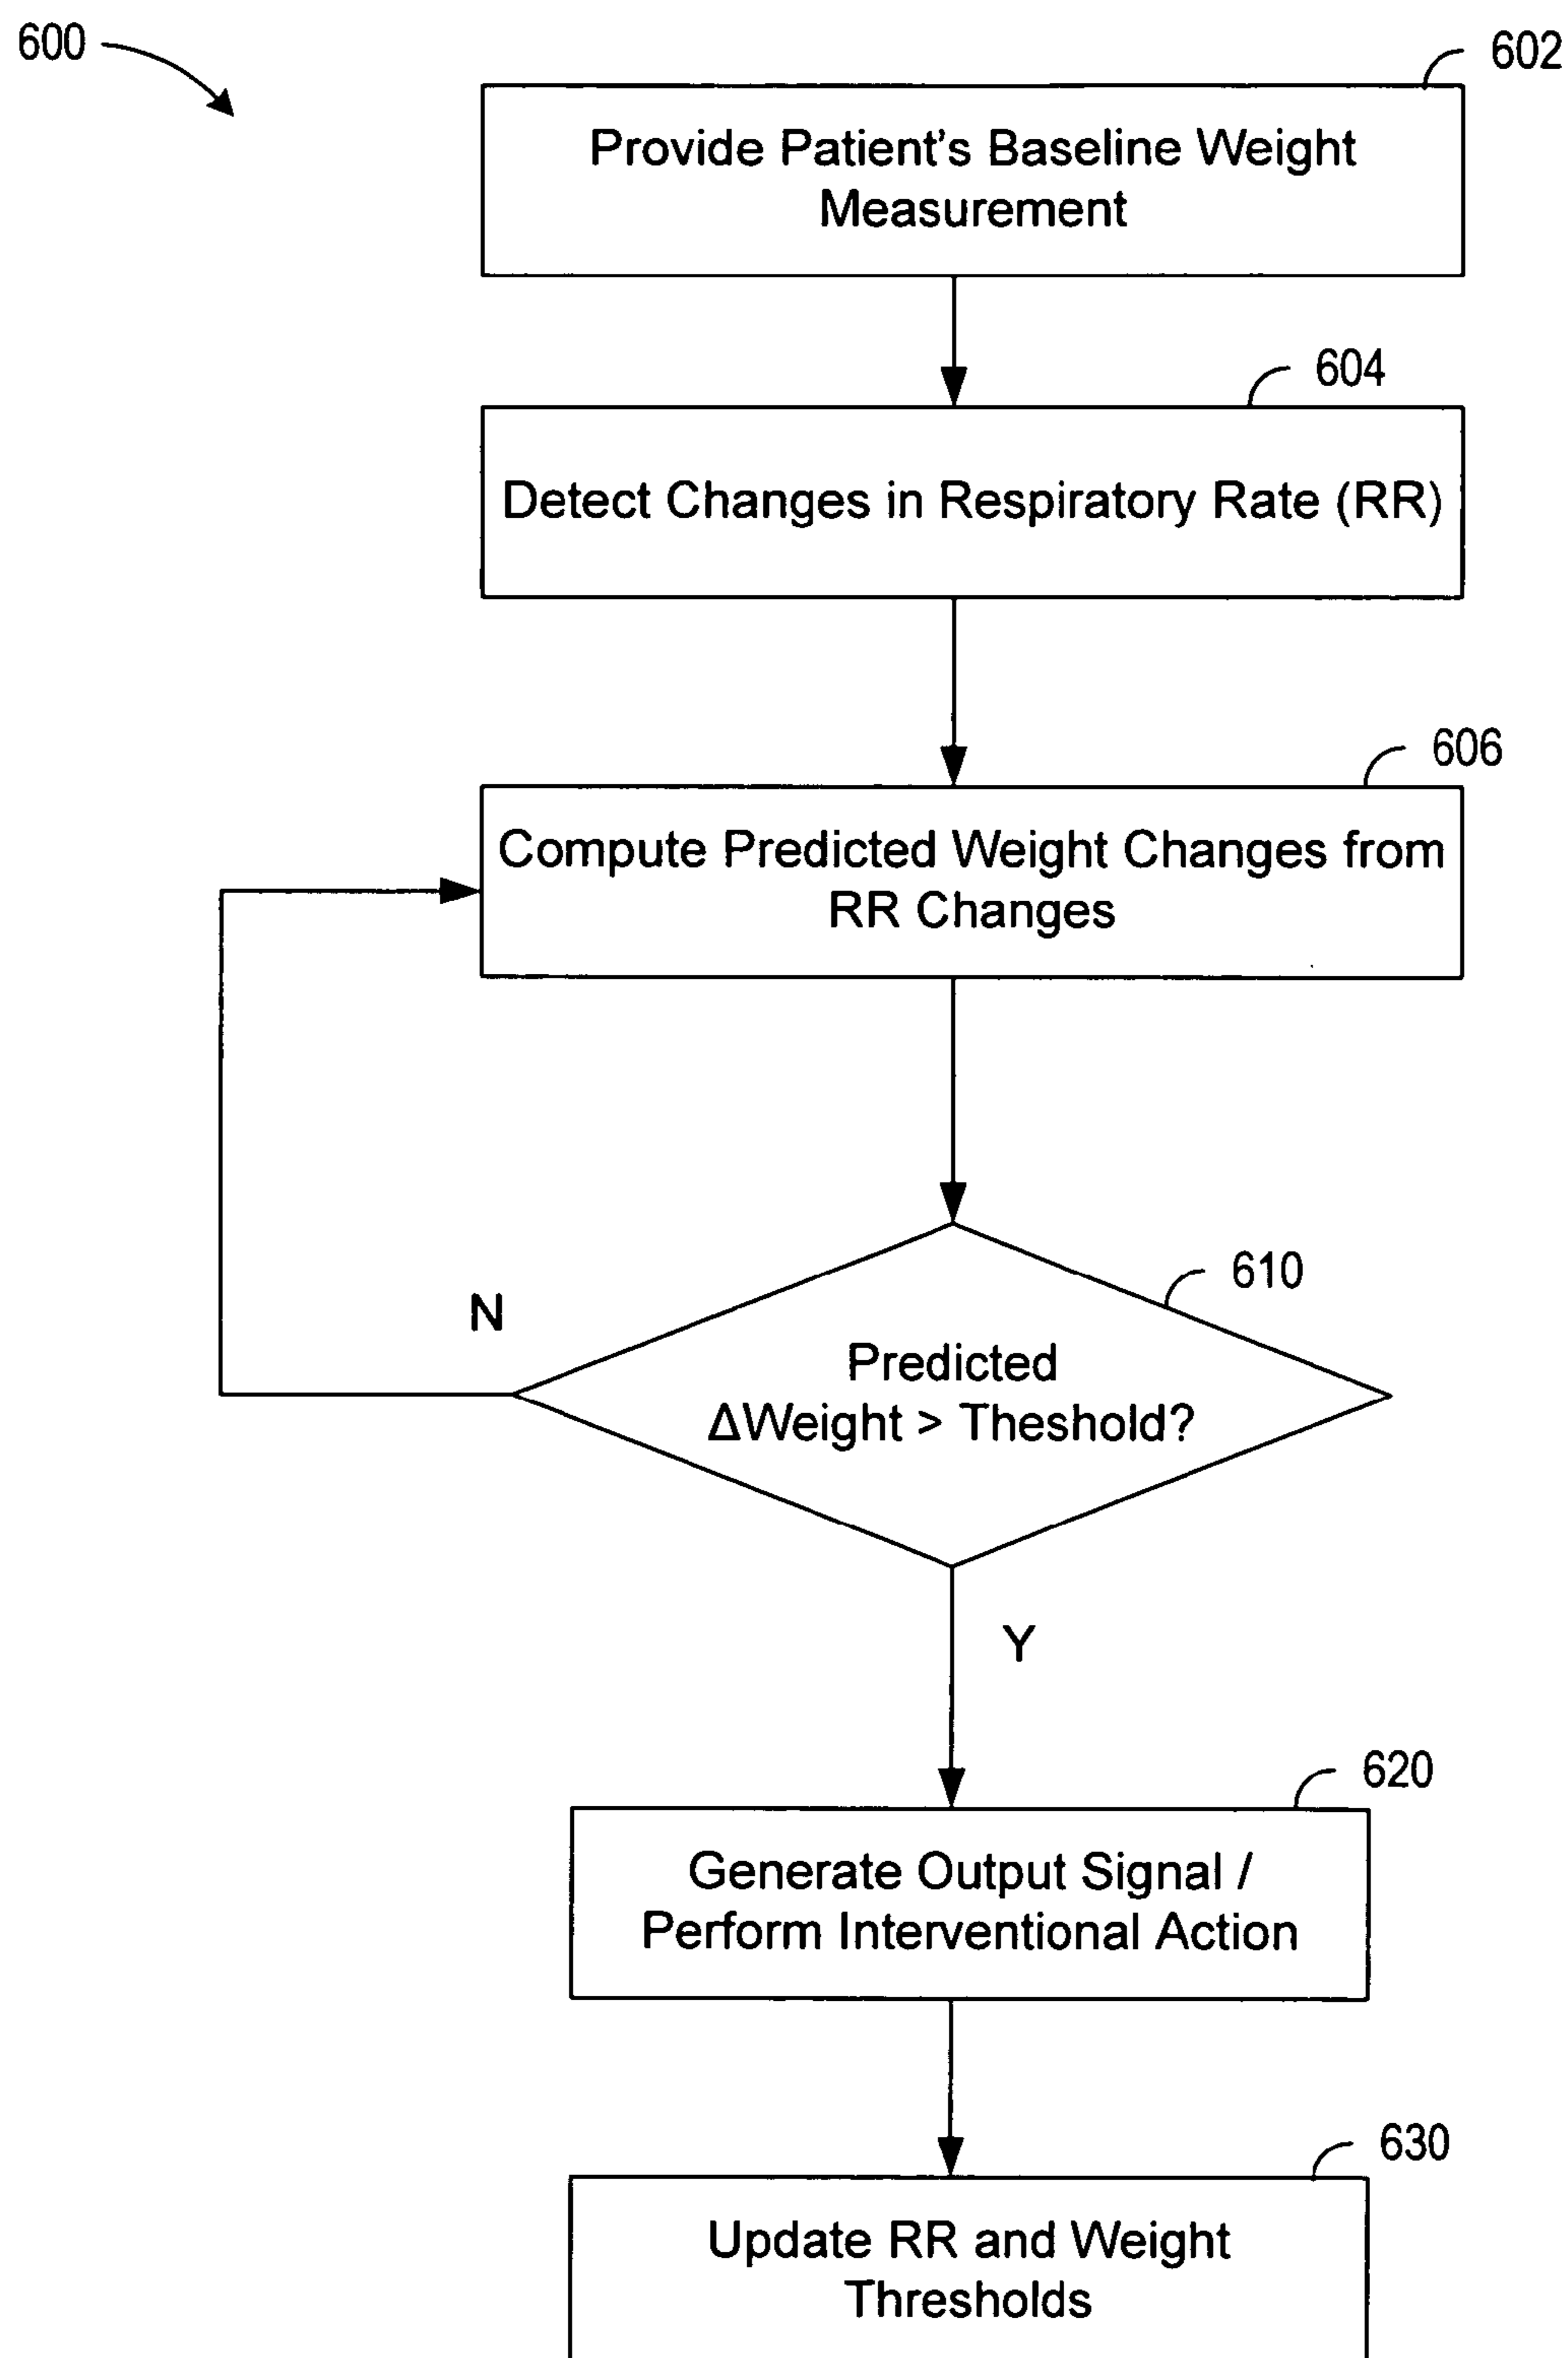 600
602
Provide Patient's Baseline Weight
Measurement
604
Detect Changes in Respiratory Rate (RR)
606
Compute Predicted Weight Changes from
RR Changes
610
N
Predicted
ΔWeight > Theshold?
Y
620
Generate Output Signal /
Perform Interventional Action
630
Update RR and Weight
Thresholds